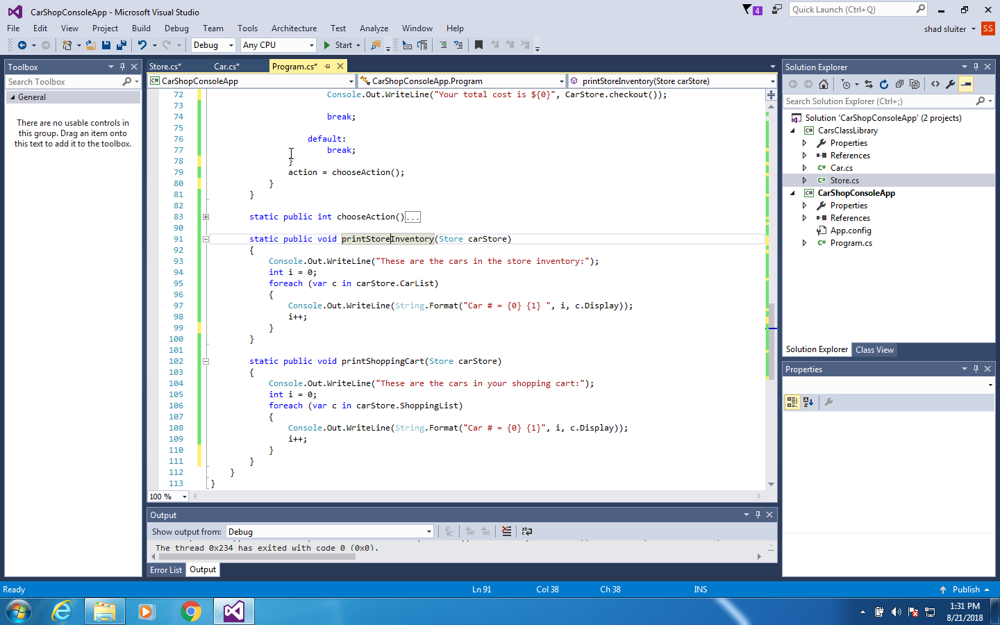 CarShopConsoleApp - Microsoft Visual Studio
4
Quick Launch (Ctrl+Q)
File Edit View Project Build Debug Team Tools Architecture Test Analyze Window Help
shad sluiter SS
Debug Any CPU Start
Toolbox
Search Toolbox
General
There are no usable controls in
this group. Drag an item onto
this text to add it to the toolbox.
Store.cs* Car.cs* Program.cs*
CarShopConsoleApp CarShopConsoleApp.Program printStoreInventory(Store carStore)
72 Console.Out.WriteLine("Your total cost is ${0}", CarStore.checkout());
73
74 break;
75
76 default:
77 break;
78 }
79 action = chooseAction();
80 }
81 }
82
83 static public int chooseAction()...
90
91 static public void printStoreInventory(Store carStore)
92 {
93 Console.Out.WriteLine("These are the cars in the store inventory:");
94 int i = 0;
95 foreach (var c in carStore.CarList)
96 {
97 Console.Out.WriteLine(String.Format("Car # = {0} {1} ", i, c.Display));
98 i++;
99 }
100 }
101
102 static public void printShoppingCart(Store carStore)
103 {
104 Console.Out.WriteLine("These are the cars in your shopping cart:");
105 int i = 0;
106 foreach (var c in carStore.ShoppingList)
107 {
108 Console.Out.WriteLine(String.Format("Car # = {0} {1}", i, c.Display));
109 i++;
110 }
111 }
112 }
113 }
100 %
Output
Show output from: Debug
The thread 0x234 has exited with code 0 (0x0).
Error List Output
Solution Explorer
Search Solution Explorer (Ctrl+;)
Solution 'CarShopConsoleApp' (2 projects)
CarsClassLibrary
Properties
References
Car.cs
Store.cs
CarShopConsoleApp
Properties
References
App.config
Program.cs
Solution Explorer Class View
Properties
Ready Ln 91 Col 38 Ch 38 INS Publish
1:31 PM
8/21/2018